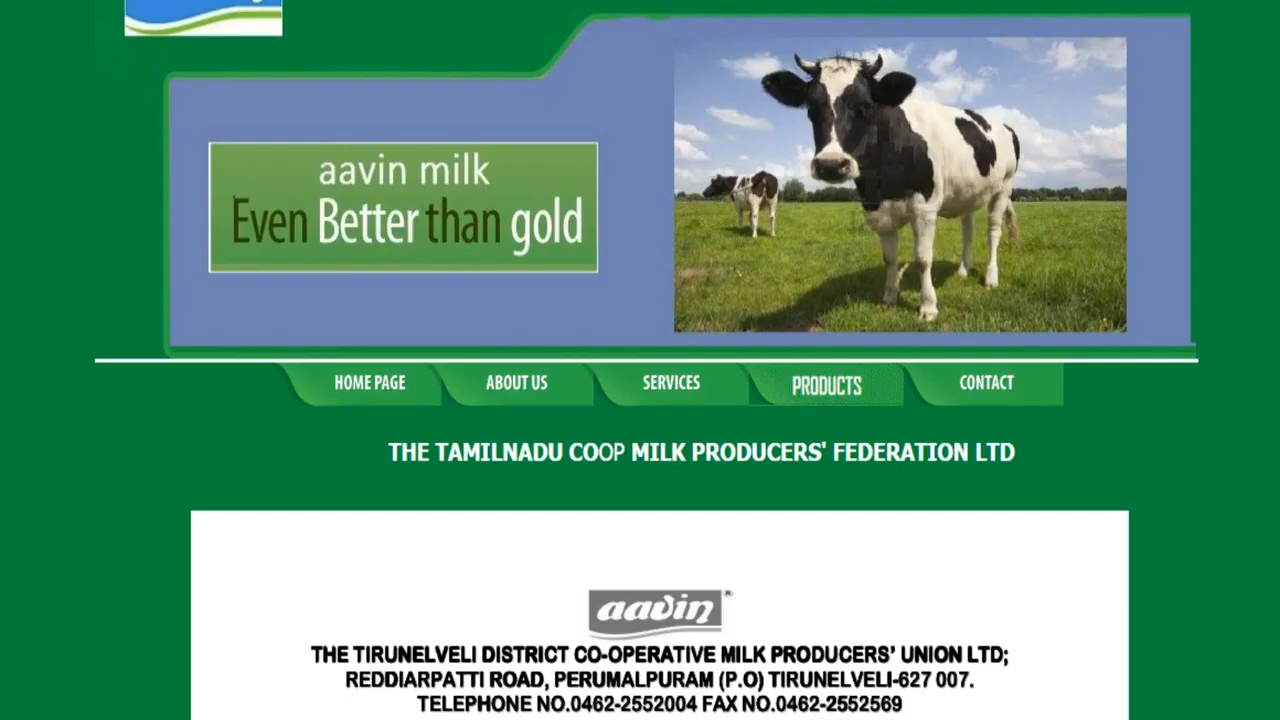 aavin milk
Even Better than gold
HOME PAGE
ABOUT US
SERVICES
PRODUCTS
CONTACT
THE TAMILNADU COOP MILK PRODUCERS' FEDERATION LTD
aavin®
THE TIRUNELVELI DISTRICT CO-OPERATIVE MILK PRODUCERS’ UNION LTD;
REDDIARPATTI ROAD, PERUMALPURAM (P.O) TIRUNELVELI-627 007.
TELEPHONE NO.0462-2552004 FAX NO.0462-2552569